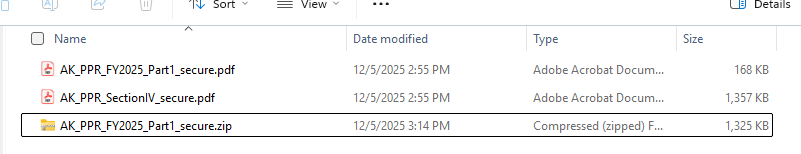 Sort View ... Details
Name Date modified Type Size
AK_PPR_FY2025_Part1_secure.pdf 12/5/2025 2:55 PM Adobe Acrobat Docum... 168 KB
AK_PPR_SectionIV_secure.pdf 12/5/2025 2:55 PM Adobe Acrobat Docum... 1,357 KB
AK_PPR_FY2025_Part1_secure.zip 12/5/2025 3:14 PM Compressed (zipped) F... 1,325 KB